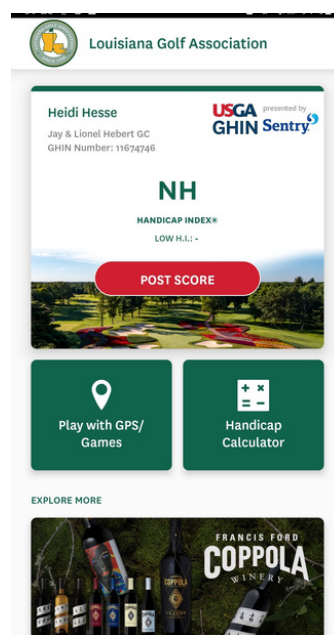 Louisiana Golf Association
Heidi Hesse
Jay & Lionel Hebert GC
GHIN Number: 11674746
USGA
GHIN
presented by
Sentry
NH
HANDICAP INDEX®
LOW H.I.: -
POST SCORE
Play with GPS/
Games
Handicap
Calculator
EXPLORE MORE
FRANCIS FORD
COPPOLA
WINERY